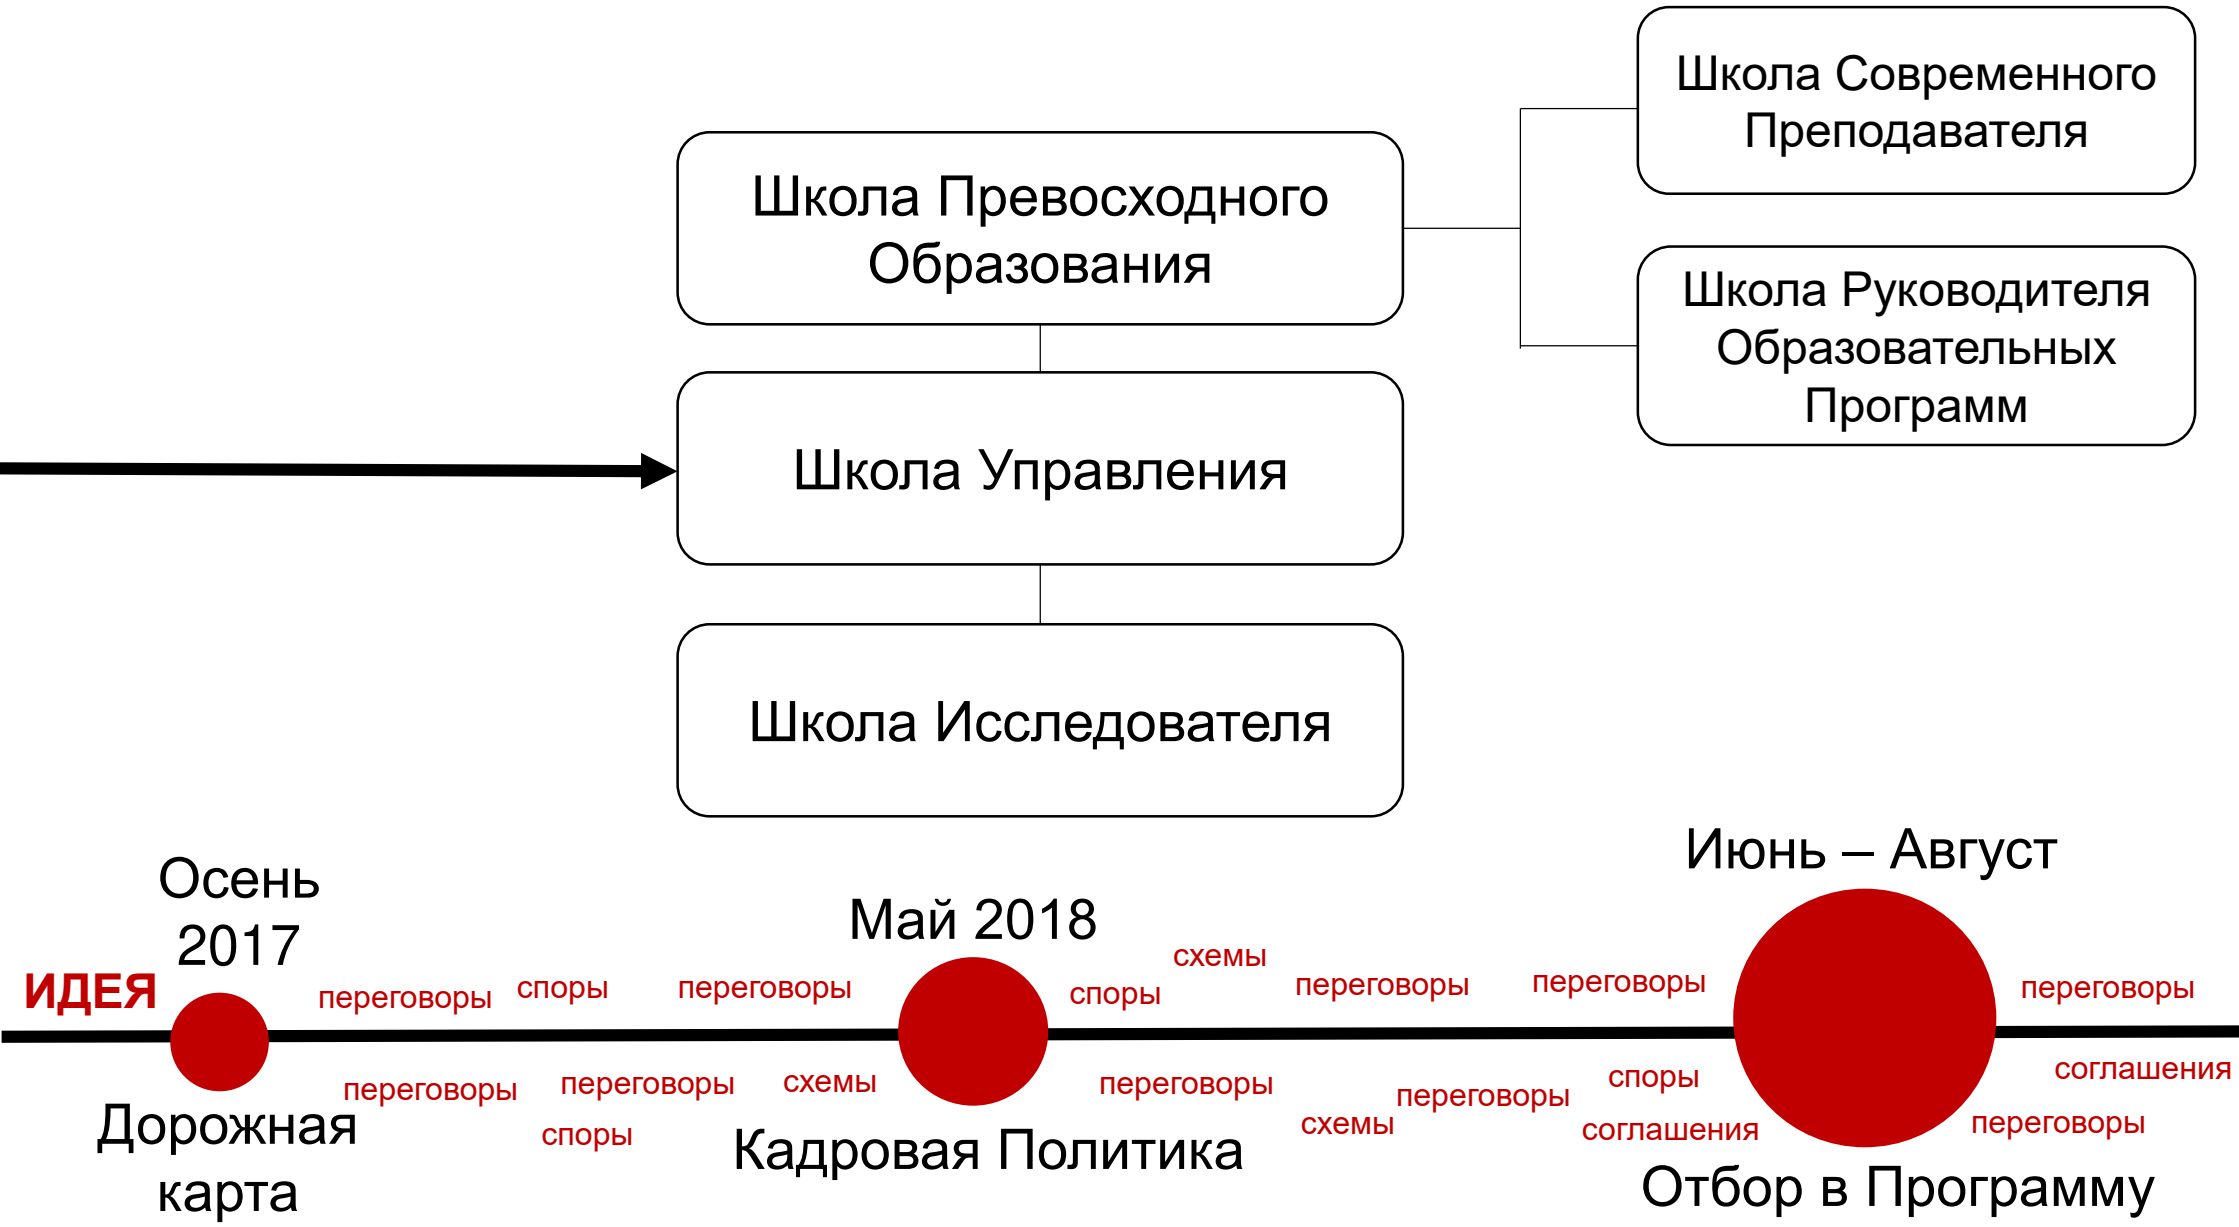 Школа Современного
Преподавателя
Школа Превосходного
Образования
Школа Руководителя
Образовательных
Программ
Школа Управления
Школа Исследователя
Осень
2017
Май 2018
Июнь – Август
ИДЕЯ
переговоры
споры
переговоры
споры
схемы
переговоры
переговоры
переговоры
переговоры
переговоры
споры
схемы
переговоры
схемы
переговоры
споры
соглашения
соглашения
переговоры
Дорожная
карта
Кадровая Политика
Отбор в Программу